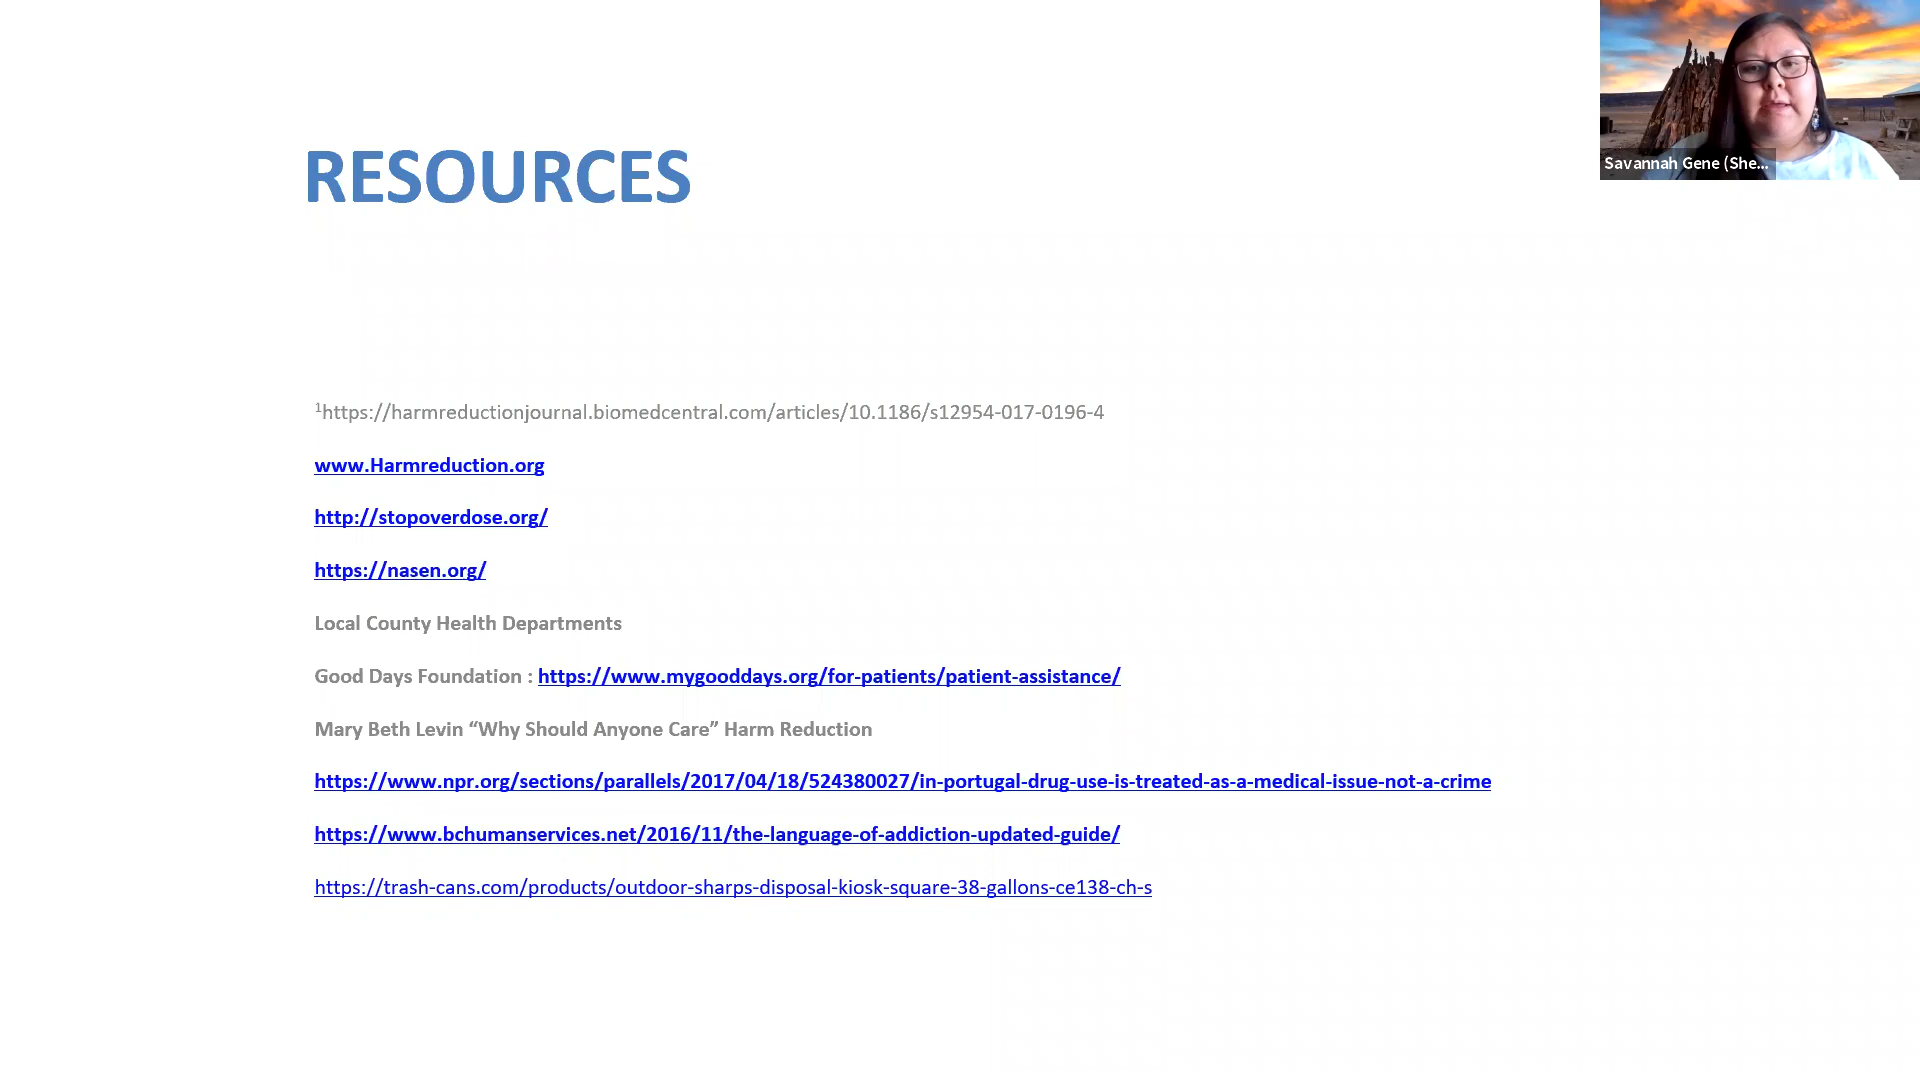 RESOURCES
Savannah Gene (She...
¹https://harmreductionjournal.biomedcentral.com/articles/10.1186/s12954-017-0196-4
www.Harmreduction.org
http://stopoverdose.org/
https://nasen.org/
Local County Health Departments
Good Days Foundation : https://www.mygooddays.org/for-patients/patient-assistance/
Mary Beth Levin “Why Should Anyone Care” Harm Reduction
https://www.npr.org/sections/parallels/2017/04/18/524380027/in-portugal-drug-use-is-treated-as-a-medical-issue-not-a-crime
https://www.bchumanservices.net/2016/11/the-language-of-addiction-updated-guide/
https://trash-cans.com/products/outdoor-sharps-disposal-kiosk-square-38-gallons-ce138-ch-s